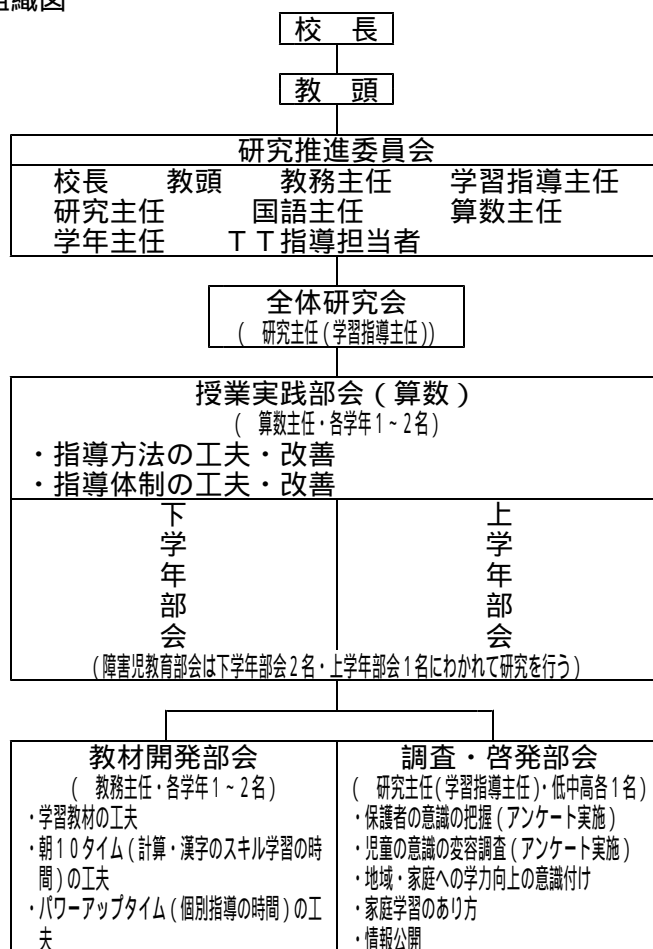 組織図
校　長
教　頭
研究推進委員会
校長　教頭　教務主任　学習指導主任
研究主任　国語主任　算数主任
学年主任　ＴＴ指導担当者
全体研究会
(　研究主任(学習指導主任))
授業実践部会(算数)
(　算数主任・各学年１~２名)
・指導方法の工夫・改善
・指導体制の工夫・改善
下学年部会
上学年部会
(障害児教育部会は下学年部会２名・上学年部会１名にわかれて研究を行う)
教材開発部会
(　教務主任・各学年１~２名)
・学習教材の工夫
・朝１０タイム(計算・漢字のスキル学習の時
間)の工夫
・パワーアップタイム(個別指導の時間)の工
夫
調査・啓発部会
(　研究主任(学習指導主任)・低中高各１名)
・保護者の意識の把握(アンケート実施)
・児童の意識の変容調査(アンケート実施)
・地域・家庭への学力向上の意識付け
・家庭学習のあり方
・情報公開